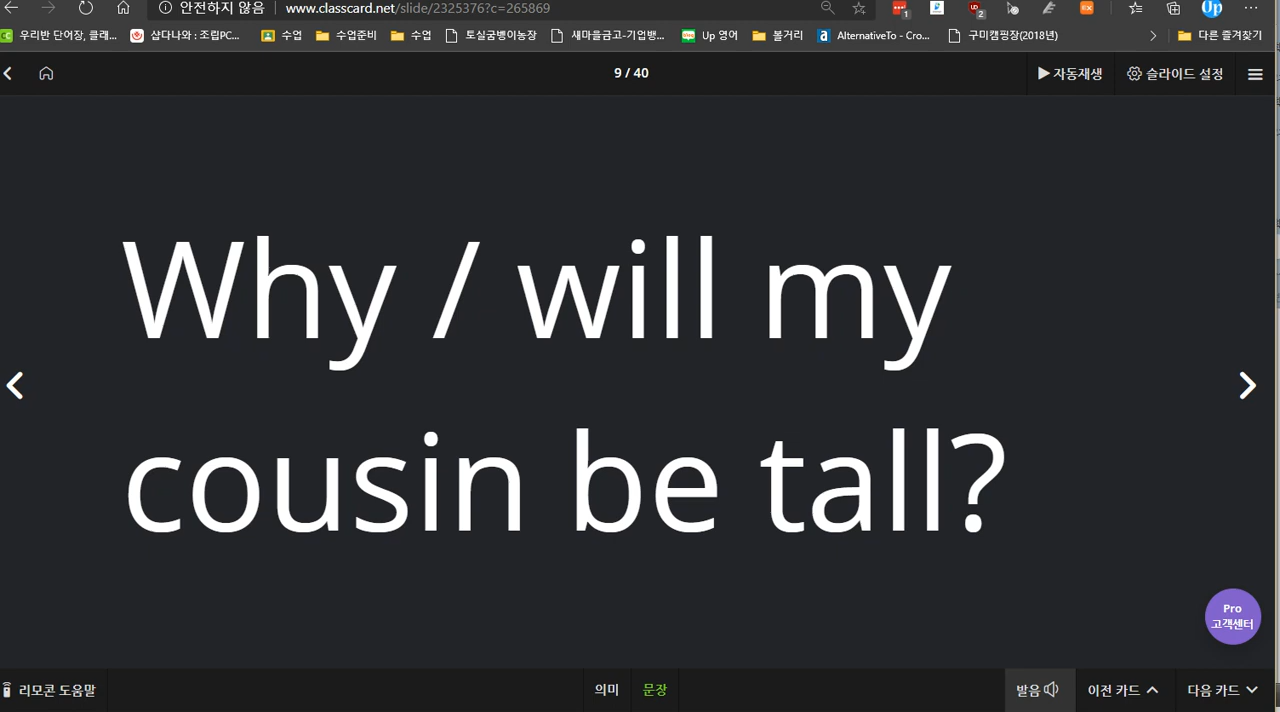 안전하지 않음 | www.classcard.net/slide/2325376?c=265869
우리반 단어장, 클래... 샵다나와 : 조립PC... 수업 수업준비 수업 토실굼벵이농장 새마을금고-기업뱅... Up 영어 볼거리 AlternativeTo - Cro... 구미캠핑장(2018년) 다른 즐겨찾기
9 / 40 자동재생 슬라이드 설정
Why / will my
cousin be tall?
Pro
고객센터
리모콘 도움말 의미 문장 발음 이전 카드 다음 카드